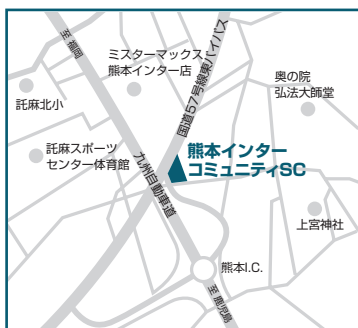 至 福岡
ミスターマックス
熊本インター店
国道57号線東バイパス
奥の院
弘法大師堂
託麻北小
託麻スポーツ
センター体育館
九州自動車道
熊本インター
コミュニティSC
上宮神社
熊本I.C.
至 鹿児島